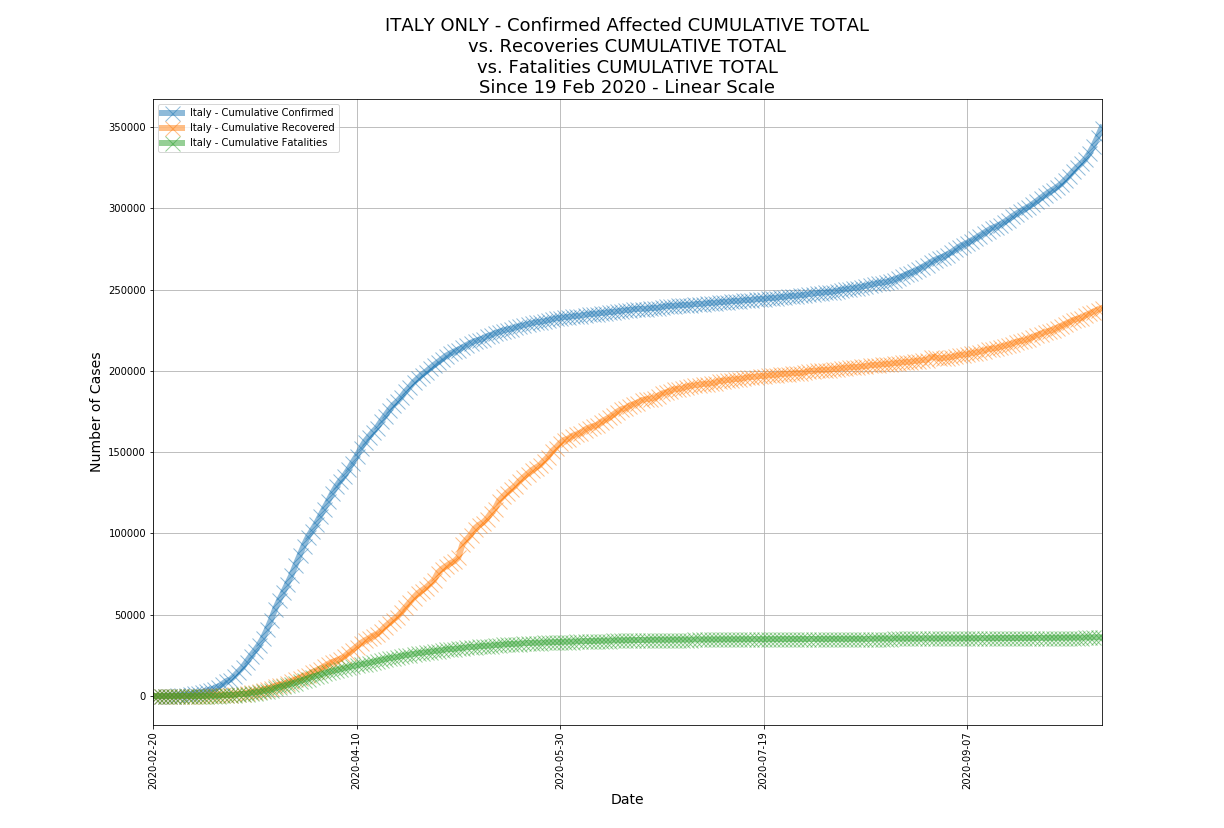 ITALY ONLY - Confirmed Affected CUMULATIVE TOTAL
vs. Recoveries CUMULATIVE TOTAL
vs. Fatalities CUMULATIVE TOTAL
Since 19 Feb 2020 - Linear Scale
Italy - Cumulative Confirmed
Italy - Cumulative Recovered
Italy - Cumulative Fatalities
Number of Cases
350000
300000
250000
200000
150000
100000
50000
0
2020-02-20
2020-04-10
2020-05-30
2020-07-19
2020-09-07
Date